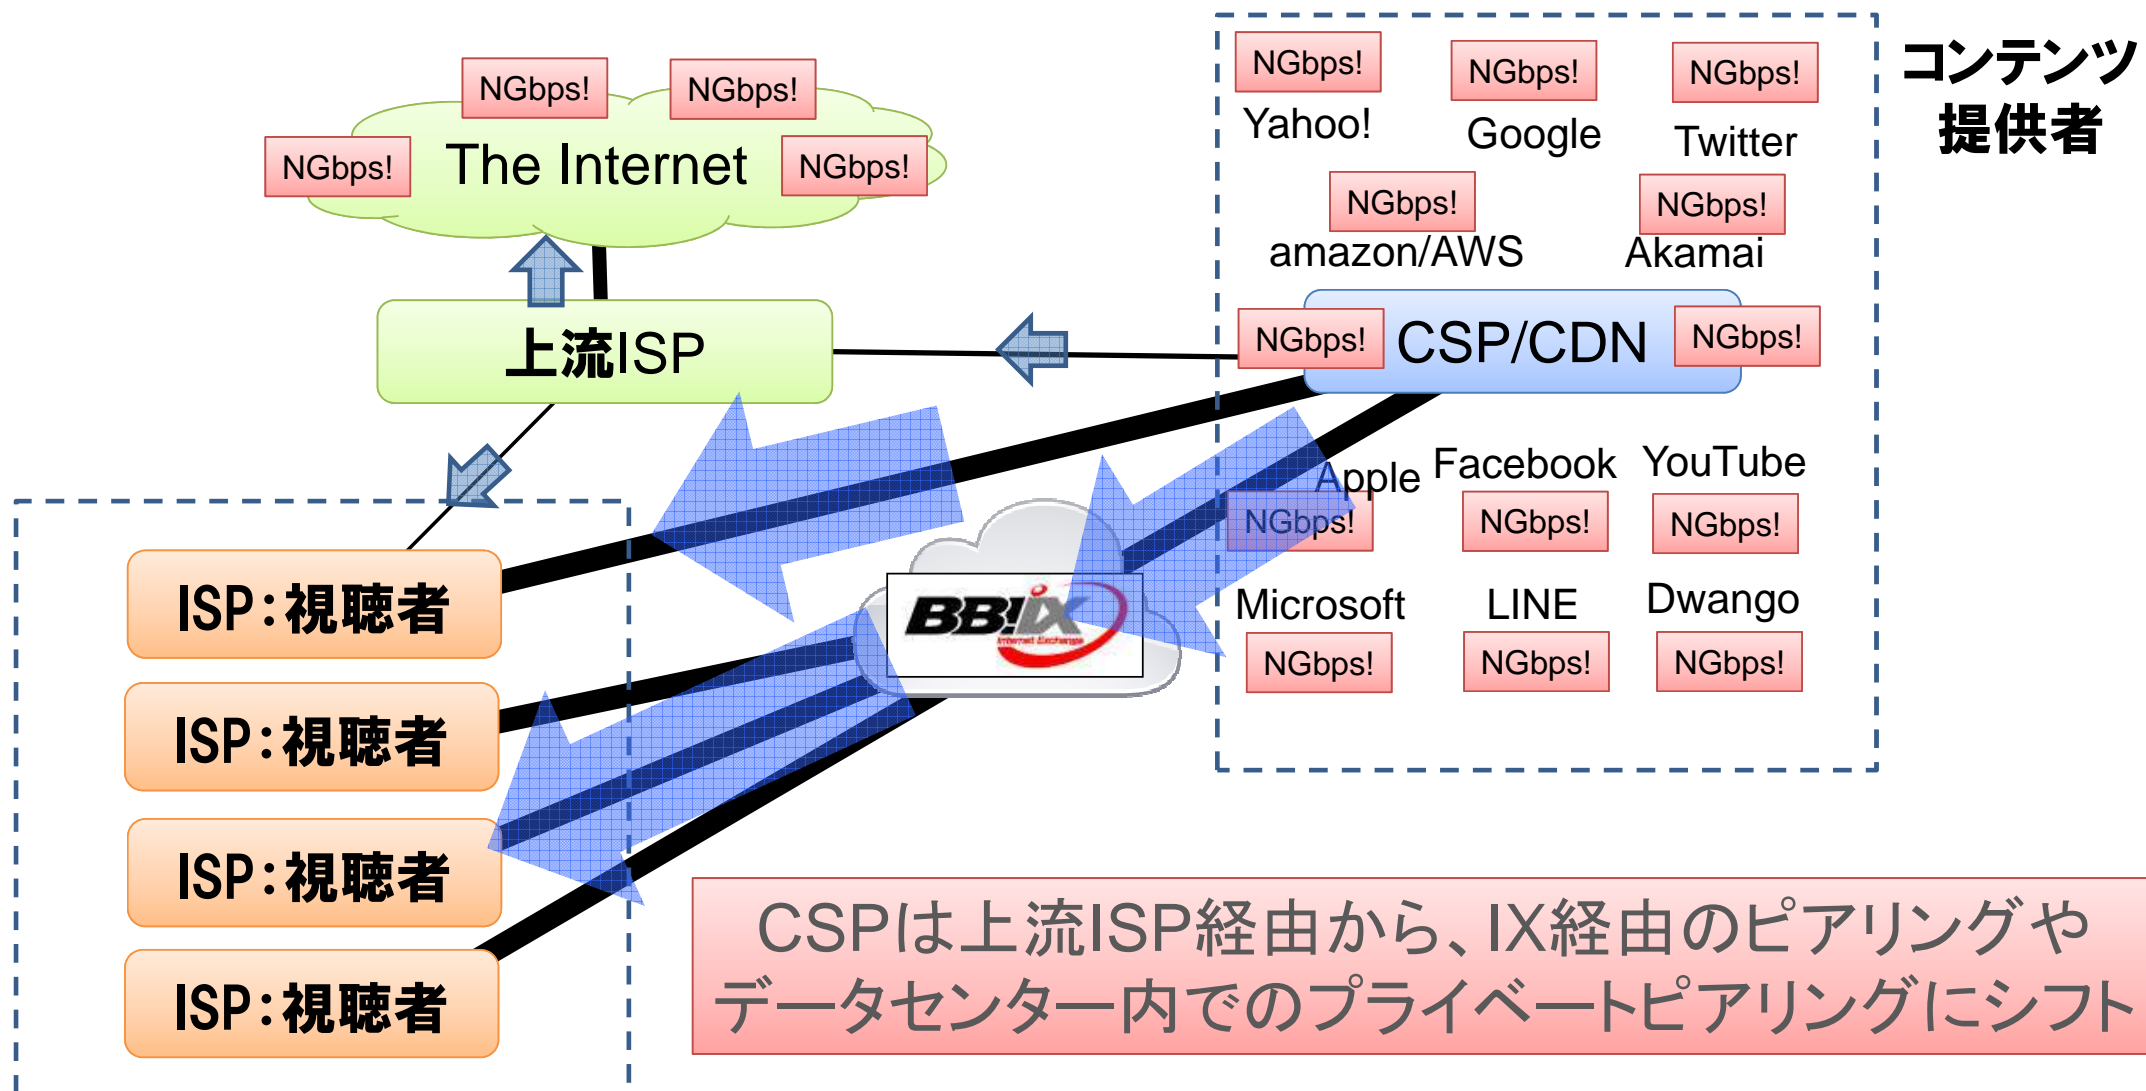 NGbps!
NGbps!
NGbps!
The Internet
NGbps!
上流ISP
コンテンツ
提供者
NGbps!
NGbps!
NGbps!
Yahoo!
Google
Twitter
NGbps!
NGbps!
amazon/AWS
Akamai
NGbps!
CSP/CDN
NGbps!
Apple
Facebook
YouTube
NGbps!
NGbps!
NGbps!
Microsoft
LINE
Dwango
NGbps!
NGbps!
NGbps!
BB!iX
Internet Exchange
ISP:視聴者
ISP:視聴者
ISP:視聴者
ISP:視聴者
CSPは上流ISP経由から、IX経由のピアリングや
データセンター内でのプライベートピアリングにシフト